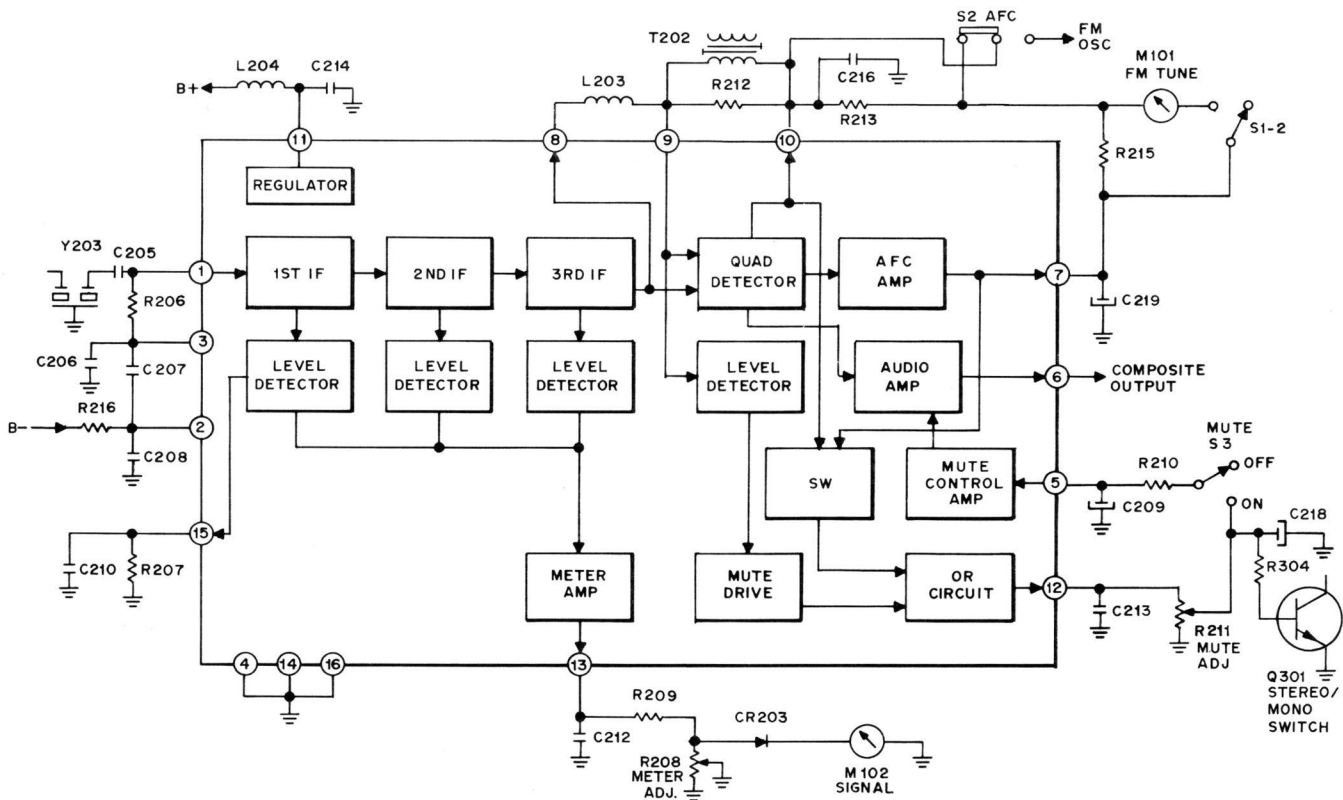 S2 AFC
FM
OSC
T202
M101
FM TUNE
L204
C214
B+
L203
R212
C216
R213
S1-2
11
8
9
10
R215
REGULATOR
Y203
C205
1
1ST IF
2ND IF
3RD IF
QUAD
DETECTOR
AFC
AMP
7
R206
C219
3
C206
C207
LEVEL
DETECTOR
LEVEL
DETECTOR
LEVEL
DETECTOR
LEVEL
DETECTOR
AUDIO
AMP
6
COMPOSITE
OUTPUT
R216
B-
2
C208
MUTE
S3
R210
OFF
SW
MUTE
CONTROL
AMP
5
C209
ON
C218
15
C210
R207
R304
METER
AMP
MUTE
DRIVE
OR
CIRCUIT
12
C213
R211
MUTE
ADJ
4
14
16
13
Q301
STEREO/
MONO
SWITCH
R209
CR203
C212
R208
METER
ADJ.
M102
SIGNAL